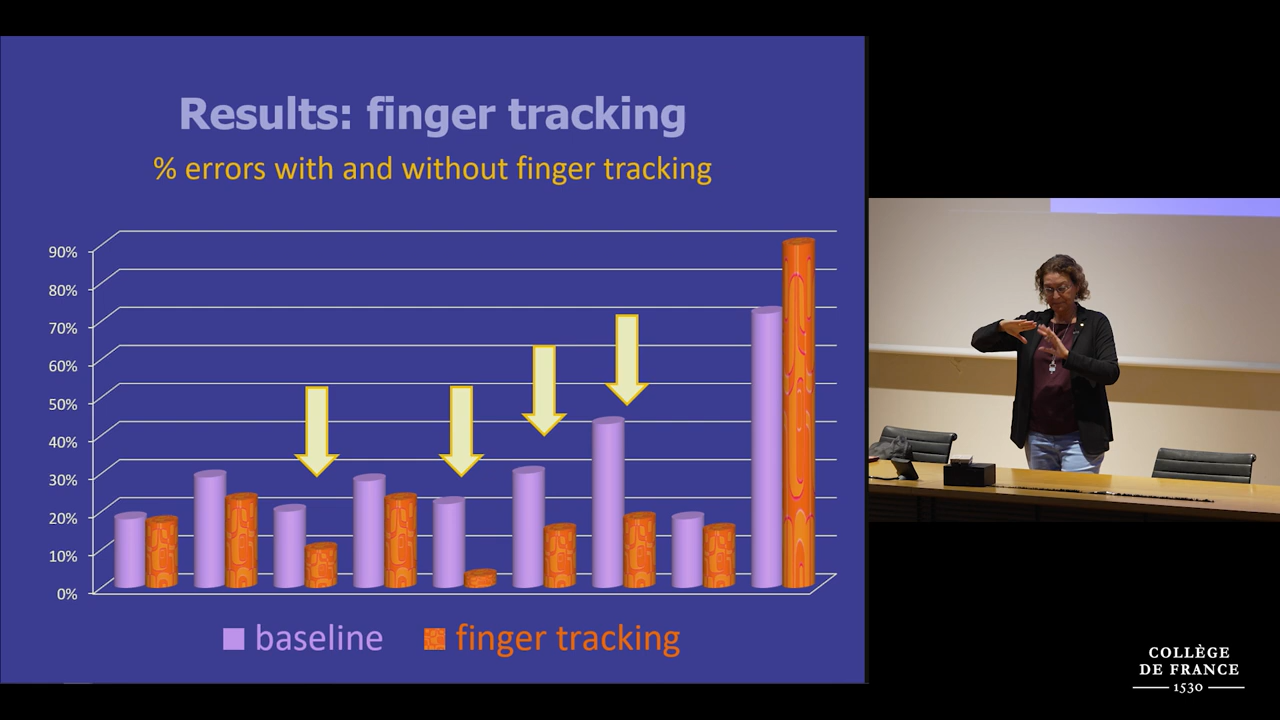 Results: finger tracking
% errors with and without finger tracking
90%
80%
70%
60%
50%
40%
30%
20%
10%
0%
baseline
finger tracking
COLLÈGE
DE FRANCE
1530